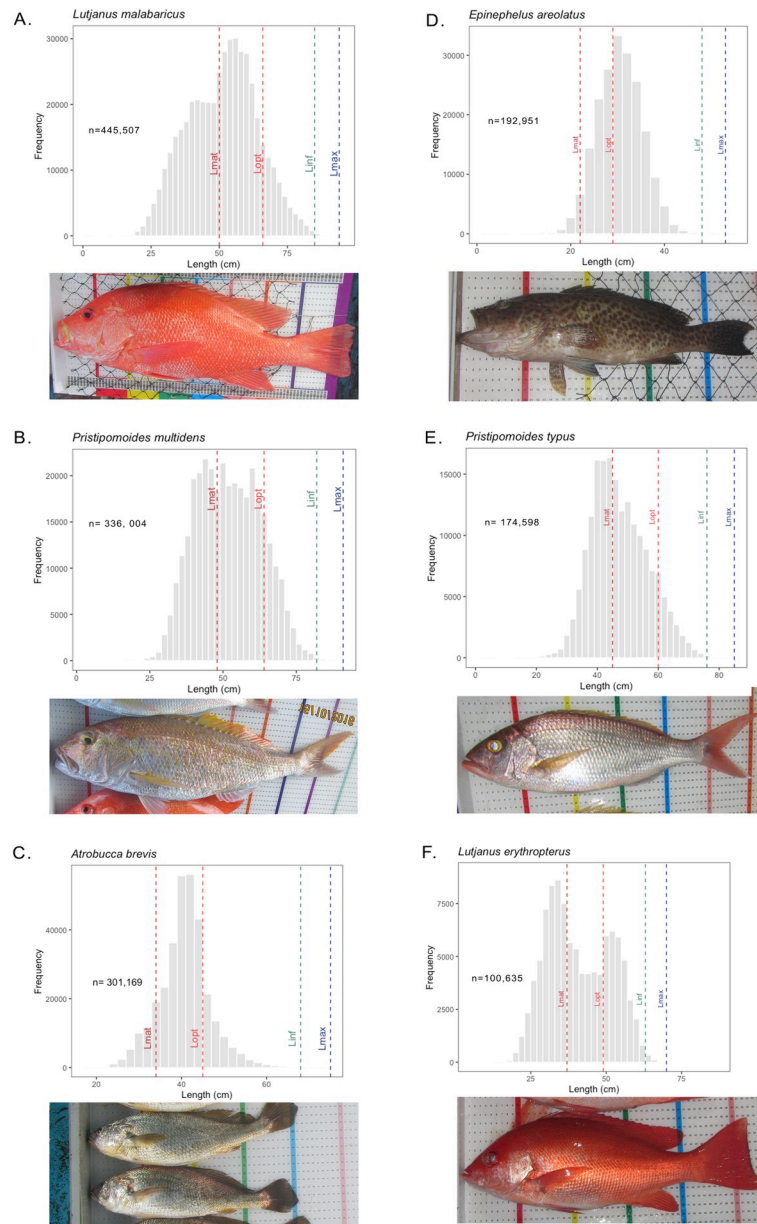 A.
Lutjanus malabaricus
30000
20000
10000
0
Frequency
n=445,507
Lmat
Lopt
Linf
Lmax
0
25
50
75
Length (cm)
B.
Pristipomoides multidens
20000
15000
10000
5000
0
Frequency
n= 336, 004
Lmat
Lopt
Linf
Lmax
0
25
50
75
Length (cm)
C.
Atrobucca brevis
40000
20000
0
Frequency
n= 301,169
Lmat
Lopt
Linf
Lmax
20
40
60
Length (cm)
D.
Epinephelus areolatus
30000
20000
10000
0
Frequency
n=192,951
Lmat
Lopt
Linf
Lmax
0
20
40
Length (cm)
E.
Pristipomoides typus
15000
10000
5000
0
Frequency
n= 174,598
Lmat
Lopt
Linf
Lmax
0
20
40
60
80
Length (cm)
F.
Lutjanus erythropterus
7500
5000
2500
0
Frequency
n=100,635
Lmat
Lopt
Linf
Lmax
25
50
75
Length (cm)